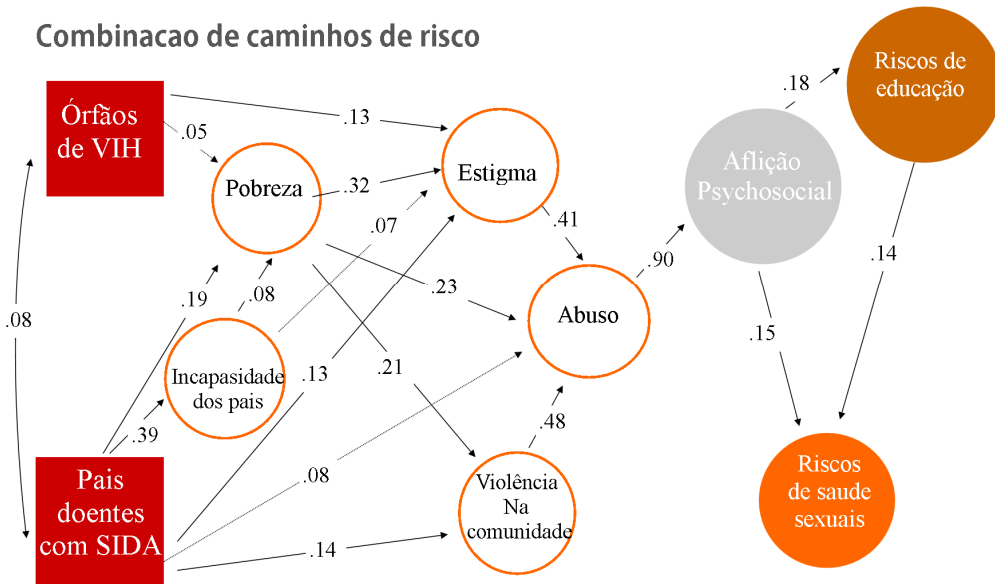 Combinacao de caminhos de risco
Órfãos
de VIH
.13
.05
Pobreza
.32
Estigma
.07
.41
.18
Riscos de
educação
Aflição
Psychosocial
.90
.14
.08
.19
.08
.23
Abuso
.15
Incapasidade
dos pais
.13
.21
.39
.48
.08
Pais
doentes
com SIDA
.14
Violência
Na
comunidade
Riscos
de saude
sexuais